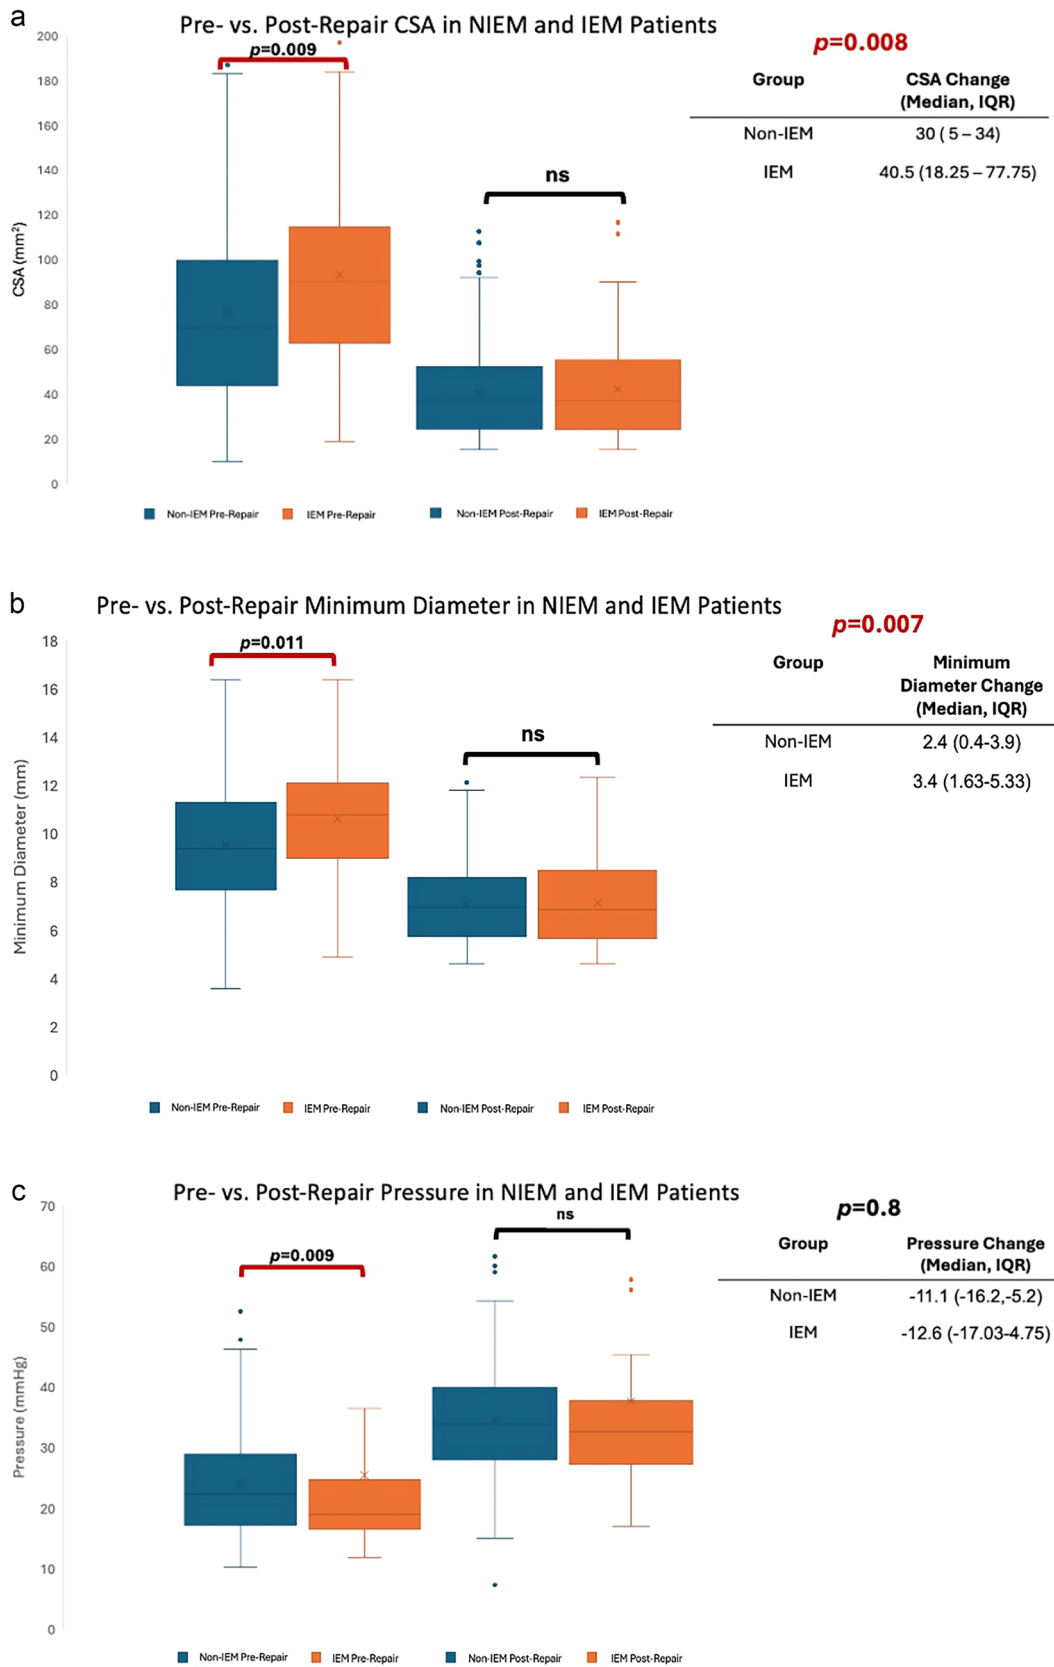 a
Pre- vs. Post-Repair CSA in NIEM and IEM Patients
p=0.009
ns
200
180
160
140
120
100
80
60
40
20
0
CSA (mm²)
Non-IEM Pre-Repair IEM Pre-Repair Non-IEM Post-Repair IEM Post-Repair
p=0.008
Group CSA Change
(Median, IQR)
Non-IEM 30 ( 5 – 34)
IEM 40.5 (18.25 – 77.75)
b
Pre- vs. Post-Repair Minimum Diameter in NIEM and IEM Patients
p=0.011
ns
18
16
14
12
10
8
6
4
2
0
Minimum Diameter (mm)
Non-IEM Pre-Repair IEM Pre-Repair Non-IEM Post-Repair IEM Post-Repair
p=0.007
Group Minimum
Diameter Change
(Median, IQR)
Non-IEM 2.4 (0.4-3.9)
IEM 3.4 (1.63-5.33)
c
Pre- vs. Post-Repair Pressure in NIEM and IEM Patients
p=0.009
ns
70
60
50
40
30
20
10
0
Pressure (mmHg)
Non-IEM Pre-Repair IEM Pre-Repair Non-IEM Post-Repair IEM Post-Repair
p=0.8
Group Pressure Change
(Median, IQR)
Non-IEM -11.1 (-16.2,-5.2)
IEM -12.6 (-17.03-4.75)